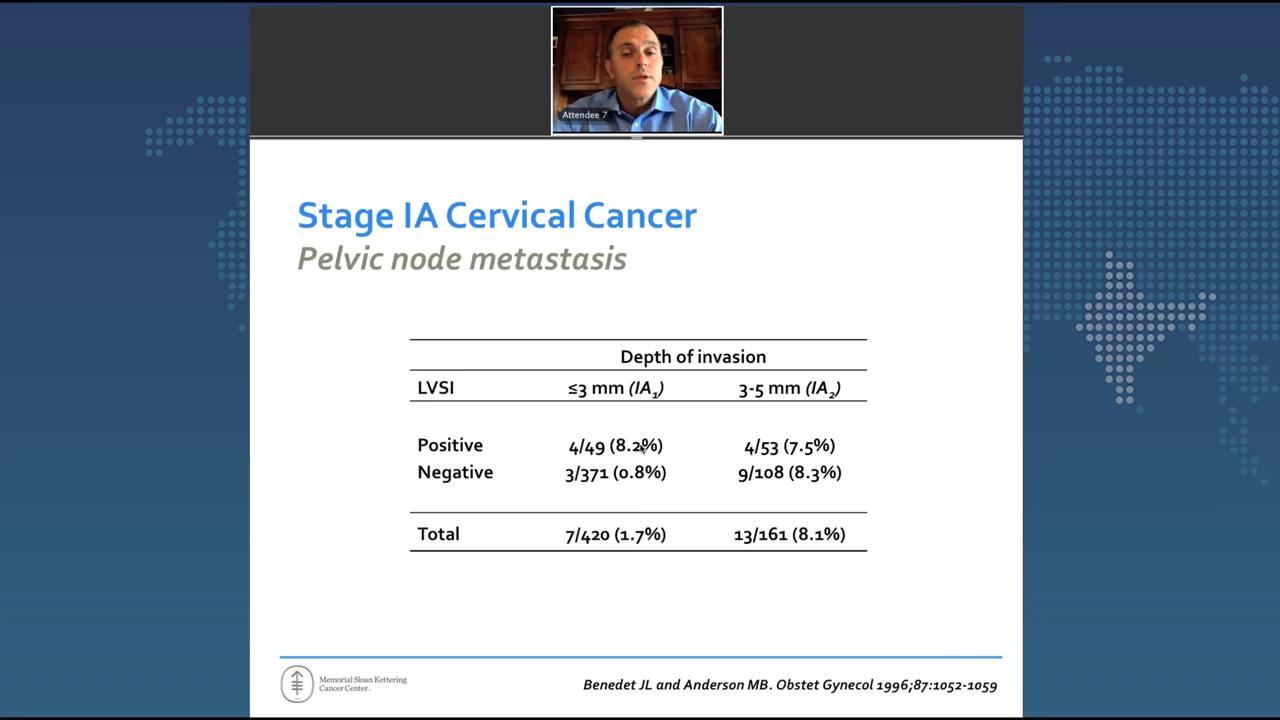 Attendee 7
Stage IA Cervical Cancer
Pelvic node metastasis
Depth of invasion
LVSI ≤3 mm (IA₁) 3-5 mm (IA₂)
Positive 4/49 (8.2%) 4/53 (7.5%)
Negative 3/371 (0.8%) 9/108 (8.3%)
Total 7/420 (1.7%) 13/161 (8.1%)
Memorial Sloan Kettering
Cancer Center
Benedet JL and Anderson MB. Obstet Gynecol 1996;87:1052-1059